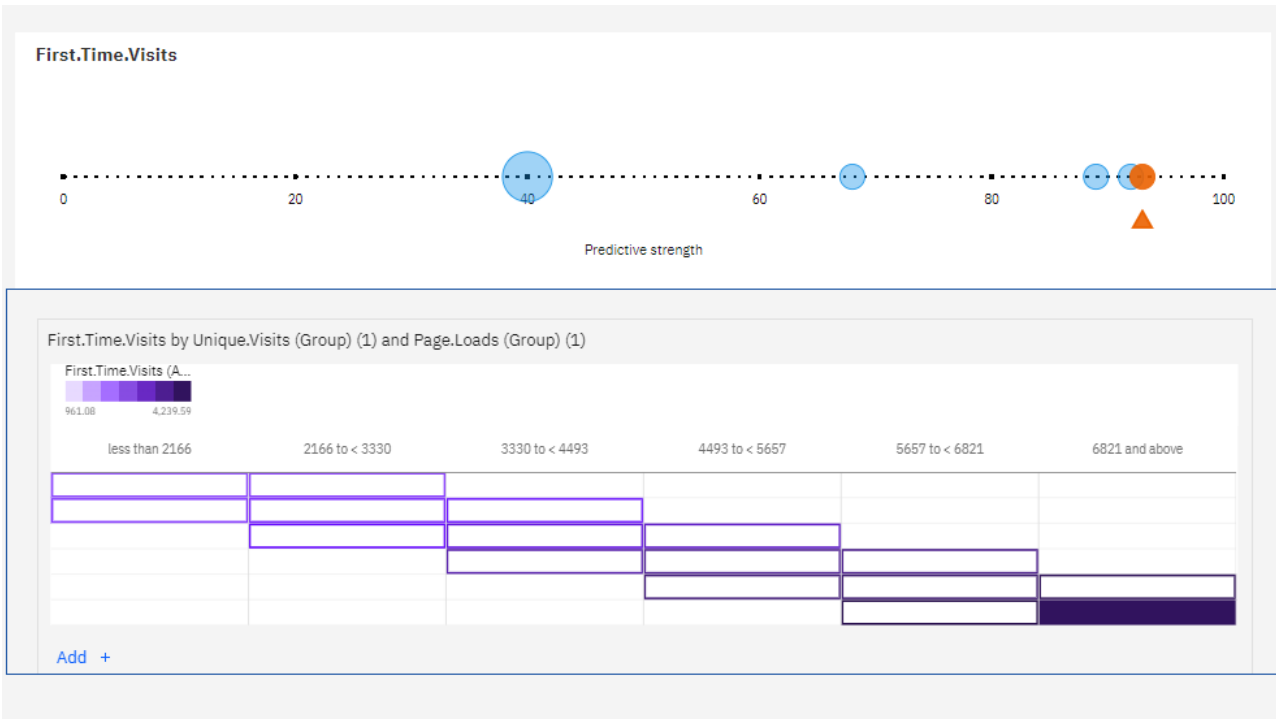 First.Time.Visits
0 20 40 60 80 100
Predictive strength
First.Time.Visits by Unique.Visits (Group) (1) and Page.Loads (Group) (1)
First.Time.Visits (A...
961.08 4,239.59
less than 2166 2166 to < 3330 3330 to < 4493 4493 to < 5657 5657 to < 6821 6821 and above
Add +